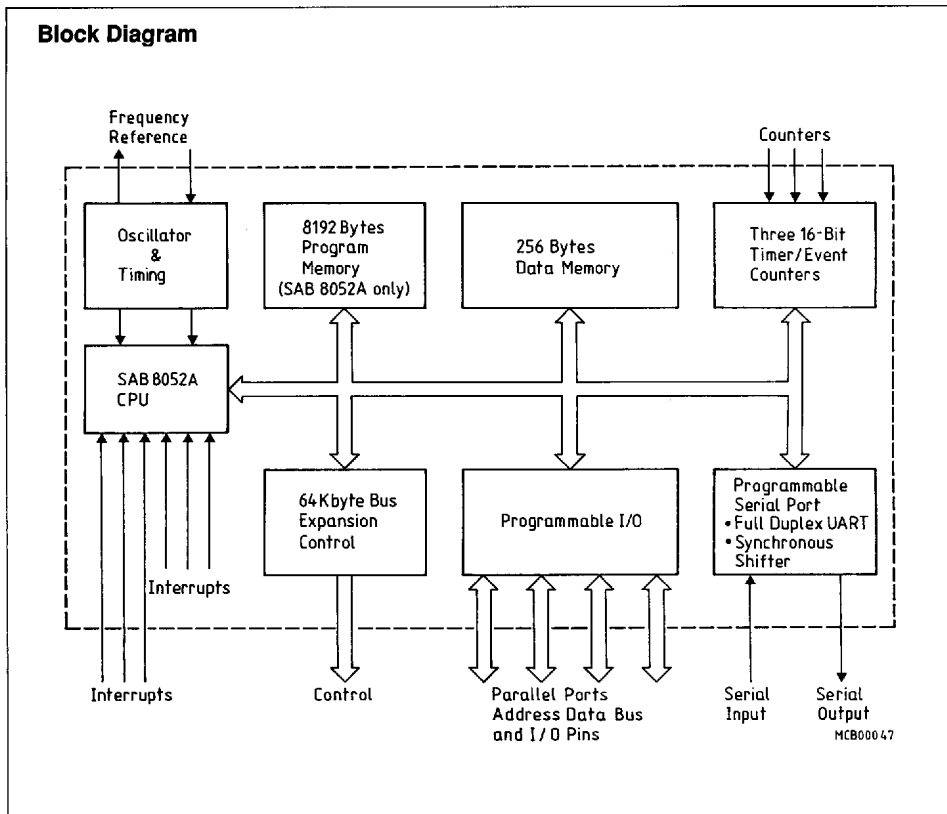 Block Diagram
Frequency
Reference
Counters
Oscillator
&
Timing
8192 Bytes
Program
Memory
(SAB 8052A only)
256 Bytes
Data Memory
Three 16-Bit
Timer/Event
Counters
SAB 8052A
CPU
64Kbyte Bus
Expansion
Control
Programmable I/O
Programmable
Serial Port
• Full Duplex UART
• Synchronous
Shifter
Interrupts
Interrupts
Control
Parallel Ports
Address Data Bus
and I/O Pins
Serial
Input
Serial
Output
MCB00047